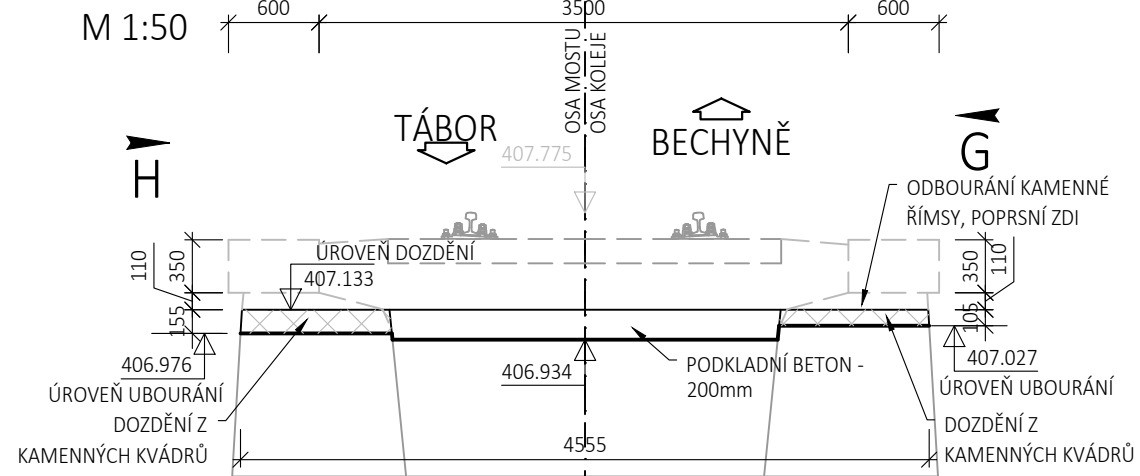 M 1:50
600
3500
600
OSA MOSTU
OSA KOLEJE
TÁBOR
BECHYNĚ
H
G
407.775
ODBOURÁNÍ KAMENNÉ
ŘÍMSY, POPRSNÍ ZDI
110
350
ÚROVEŇ DOZDĚNÍ
407.133
350
110
155
105
406.976
ÚROVEŇ UBOURÁNÍ
406.934
PODKLADNÍ BETON -
200mm
407.027
ÚROVEŇ UBOURÁNÍ
DOZDĚNÍ Z
KAMENNÝCH KVÁDRŮ
4555
DOZDĚNÍ Z
KAMENNÝCH KVÁDRŮ